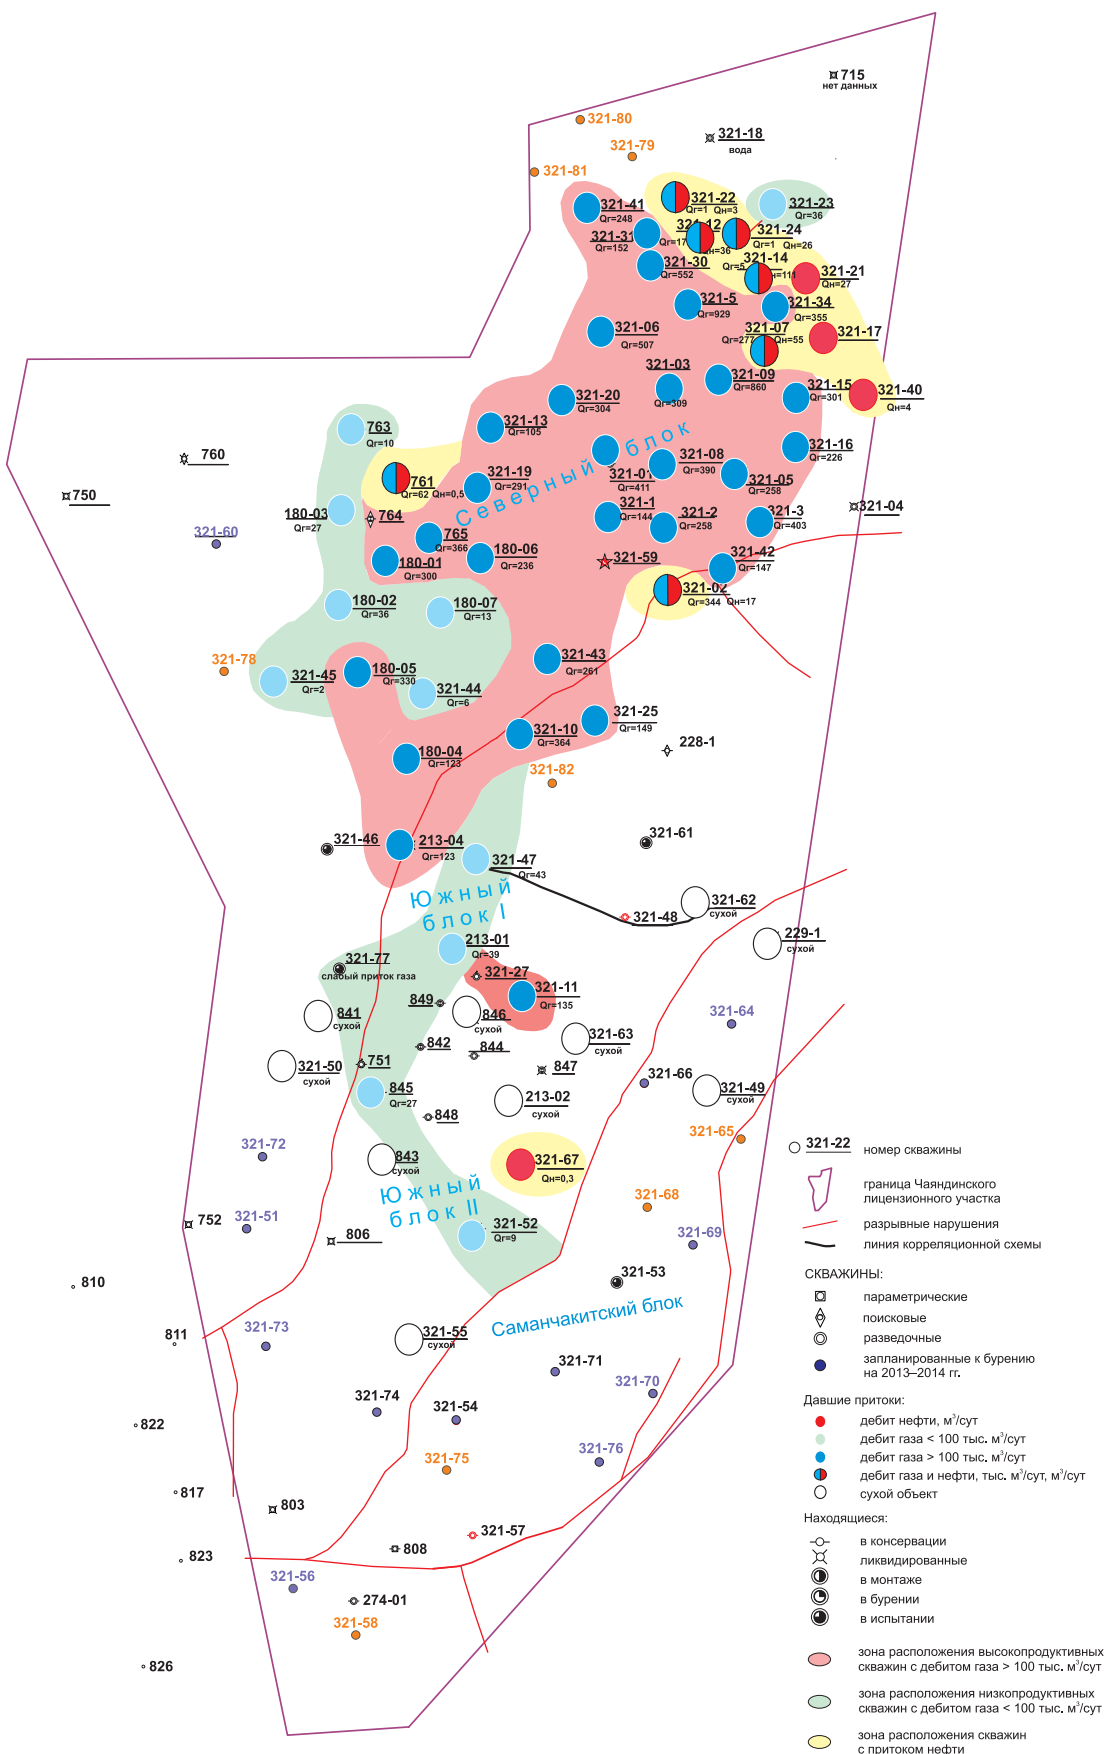 715
нет данных
321-80
321-18
вода
321-79
321-81
321-22
Qг=1 Qн=3
321-23
Qг=36
321-41
Qг=248
321-12
Qг=17
Qн=36
321-24
Qг=1 Qн=26
321-31
Qг=152
321-30
Qг=552
321-14
Qг=5
н=111
321-21
Qн=27
321-5
Qг=929
321-34
Qг=355
321-06
Qг=507
321-07
Qг=277 Qн=55
321-17
321-03
Qг=309
321-09
Qг=860
321-15
Qг=301
321-40
Qн=4
321-20
Qг=304
321-13
Qг=105
763
Qг=10
321-16
Qг=226
Северный блок
760
750
761
Qг=62 Qн=0,5
321-19
Qг=291
321-01
Qг=411
321-08
Qг=390
321-05
Qг=258
321-04
180-03
Qг=27
764
321-1
Qг=144
321-2
Qг=258
321-3
Qг=403
321-60
765
Qг=366
180-01
Qг=300
180-06
Qг=236
321-59
321-42
Qг=147
321-02
Qг=344 Qн=17
180-02
Qг=36
180-07
Qг=13
321-78
321-45
Qг=2
180-05
Qг=330
321-44
Qг=6
321-43
Qг=261
321-10
Qг=364
321-25
Qг=149
228-1
180-04
Qг=123
321-82
321-46
213-04
Qг=123
321-47
Qг=43
321-61
Южный
блок I
321-62
сухой
321-48
229-1
сухой
213-01
Qг=39
321-77
слабый приток газа
321-27
321-11
Qг=135
849
841
сухой
846
сухой
321-63
сухой
321-64
842
844
321-50
сухой
751
847
321-66
321-49
сухой
845
Qг=27
213-02
сухой
848
321-65
321-72
843
сухой
321-67
Qн=0,3
Южный
блок II
321-68
752
321-51
806
321-52
Qг=9
321-69
810
321-53
Саманчакитский блок
811
321-73
321-55
сухой
321-71
321-70
321-74
321-54
822
321-75
321-76
817
803
321-57
823
808
321-56
274-01
321-58
826
321-22 номер скважины
граница Чаяндинского
лицензионного участка
разрывные нарушения
линия корреляционной схемы
СКВАЖИНЫ:
параметрические
поисковые
разведочные
запланированные к бурению
на 2013–2014 гг.
Давшие притоки:
дебит нефти, м³/сут
дебит газа < 100 тыс. м³/сут
дебит газа > 100 тыс. м³/сут
дебит газа и нефти, тыс. м³/сут, м³/сут
сухой объект
Находящиеся:
в консервации
ликвидированные
в монтаже
в бурении
в испытании
зона расположения высокопродуктивных
скважин с дебитом газа > 100 тыс. м³/сут
зона расположения низкопродуктивных
скважин с дебитом газа < 100 тыс. м³/сут
зона расположения скважин
с притоком нефти